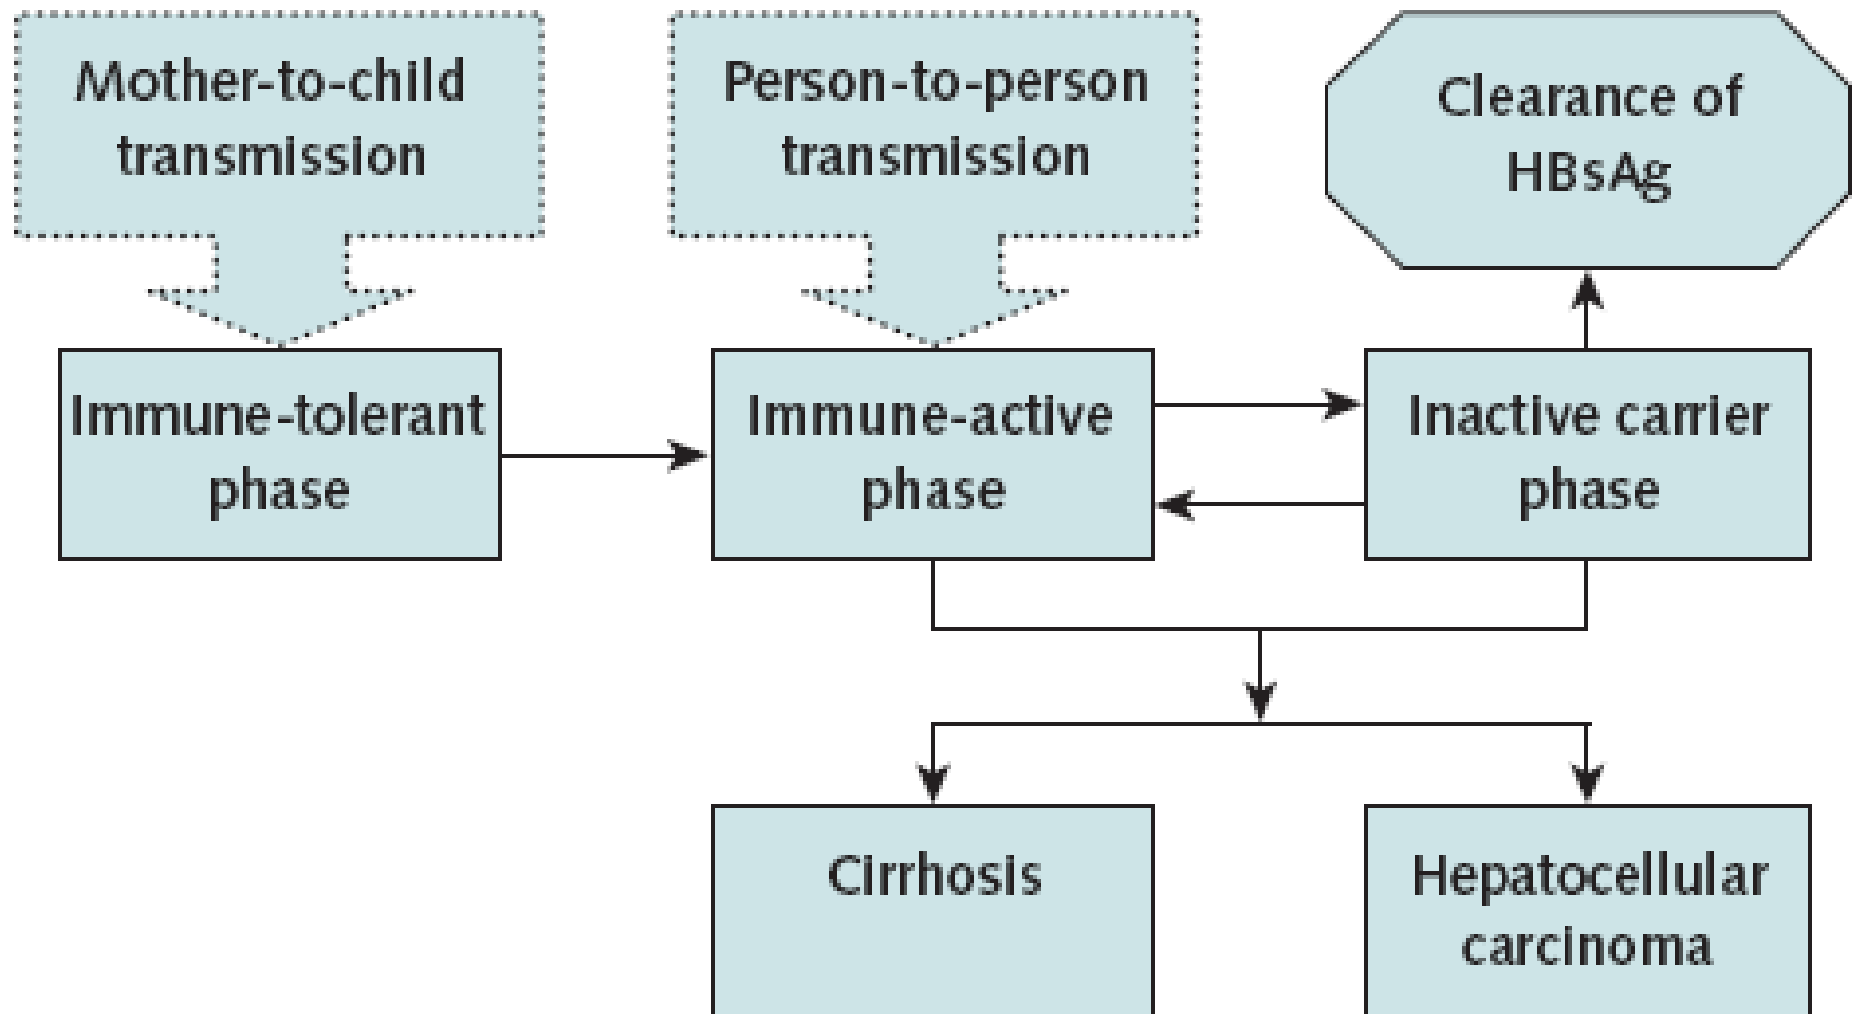 Mother-to-child
transmission
Person-to-person
transmission
Clearance of
HBsAg
Immune-tolerant
phase
Immune-active
phase
Inactive carrier
phase
Cirrhosis
Hepatocellular
carcinoma